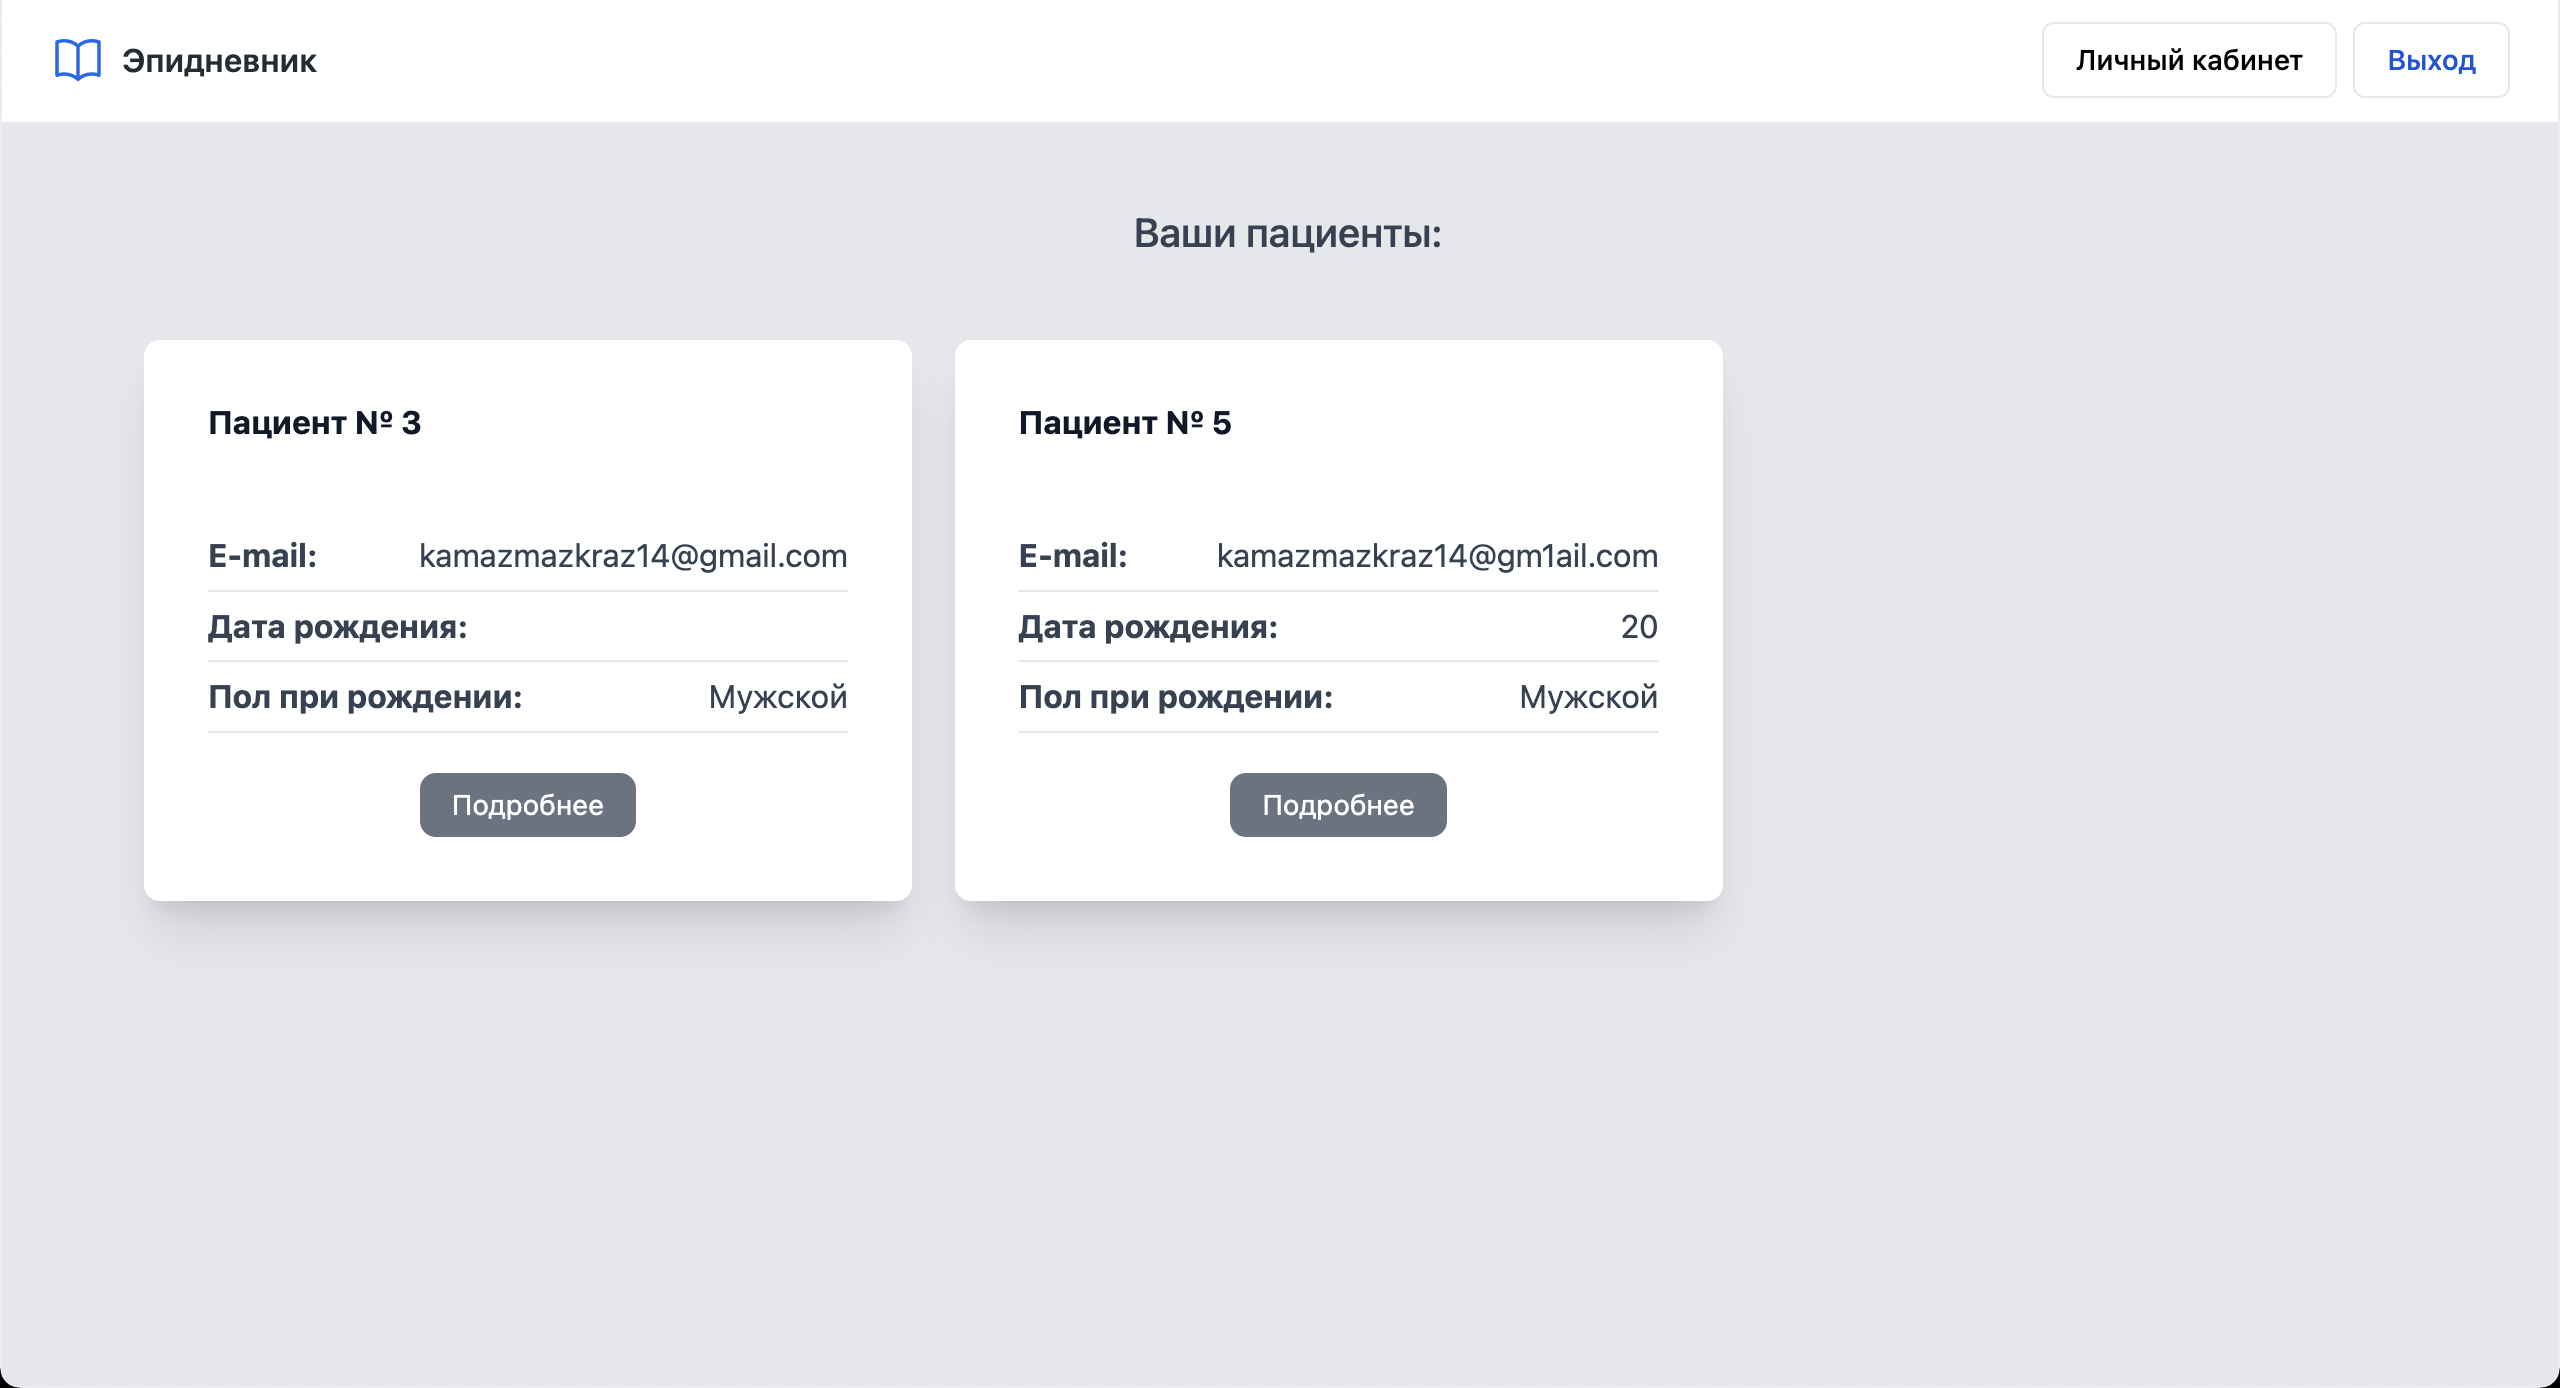 Эпидневник
Личный кабинет
Выход
Ваши пациенты:
Пациент № 3
E-mail: kamazmazkraz14@gmail.com
Дата рождения:
Пол при рождении: Мужской
Подробнее
Пациент № 5
E-mail: kamazmazkraz14@gm1ail.com
Дата рождения: 20
Пол при рождении: Мужской
Подробнее